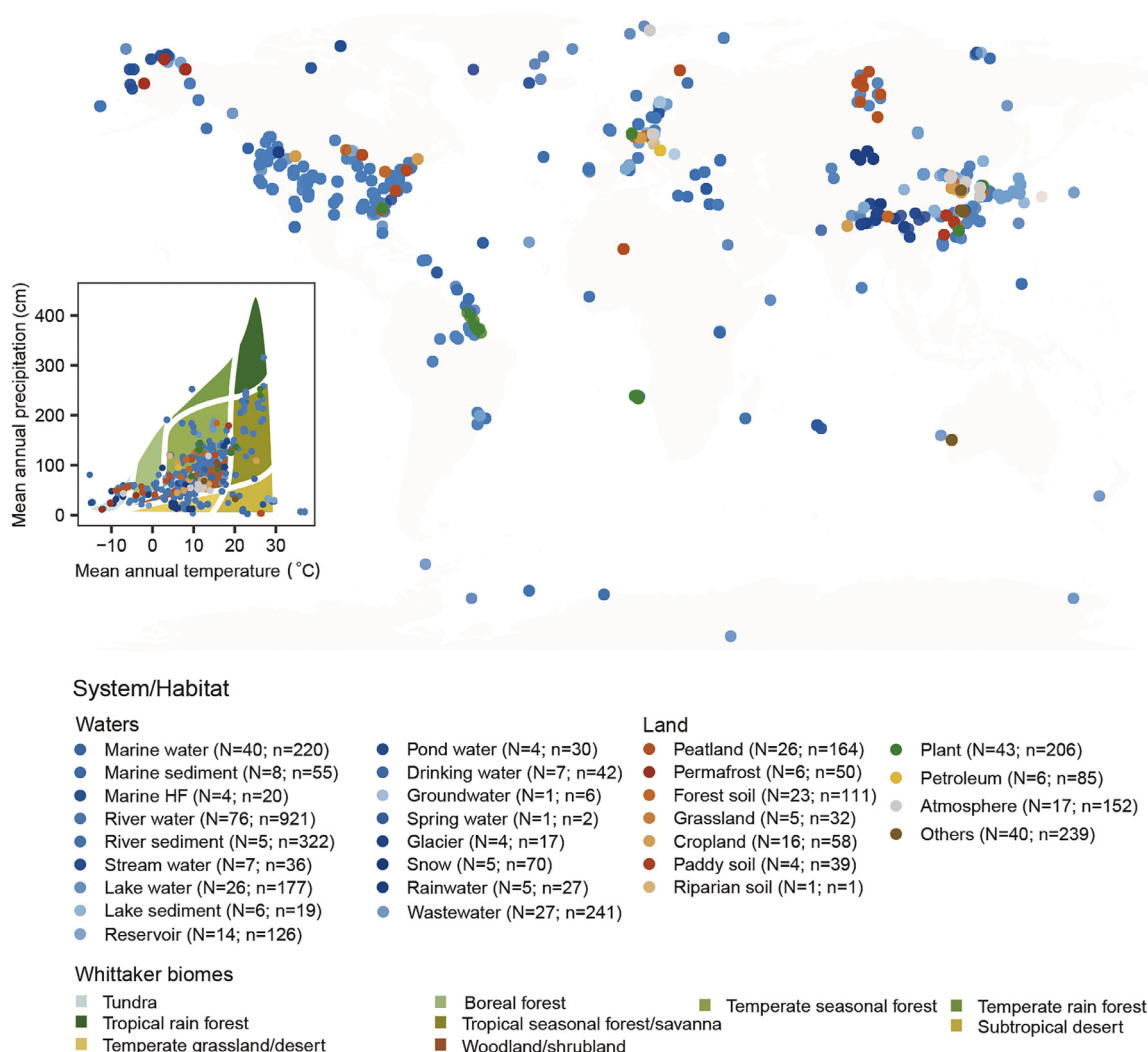 Mean annual precipitation (cm)
400
300
200
100
0
−10 0 10 20 30
Mean annual temperature (°C)
System/Habitat
Waters
Marine water (N=40; n=220)
Marine sediment (N=8; n=55)
Marine HF (N=4; n=20)
River water (N=76; n=921)
River sediment (N=5; n=322)
Stream water (N=7; n=36)
Lake water (N=26; n=177)
Lake sediment (N=6; n=19)
Reservoir (N=14; n=126)
Pond water (N=4; n=30)
Drinking water (N=7; n=42)
Groundwater (N=1; n=6)
Spring water (N=1; n=2)
Glacier (N=4; n=17)
Snow (N=5; n=70)
Rainwater (N=5; n=27)
Wastewater (N=27; n=241)
Land
Peatland (N=26; n=164)
Permafrost (N=6; n=50)
Forest soil (N=23; n=111)
Grassland (N=5; n=32)
Cropland (N=16; n=58)
Paddy soil (N=4; n=39)
Riparian soil (N=1; n=1)
Plant (N=43; n=206)
Petroleum (N=6; n=85)
Atmosphere (N=17; n=152)
Others (N=40; n=239)
Whittaker biomes
Tundra
Tropical rain forest
Temperate grassland/desert
Boreal forest
Tropical seasonal forest/savanna
Woodland/shrubland
Temperate seasonal forest
Temperate rain forest
Subtropical desert